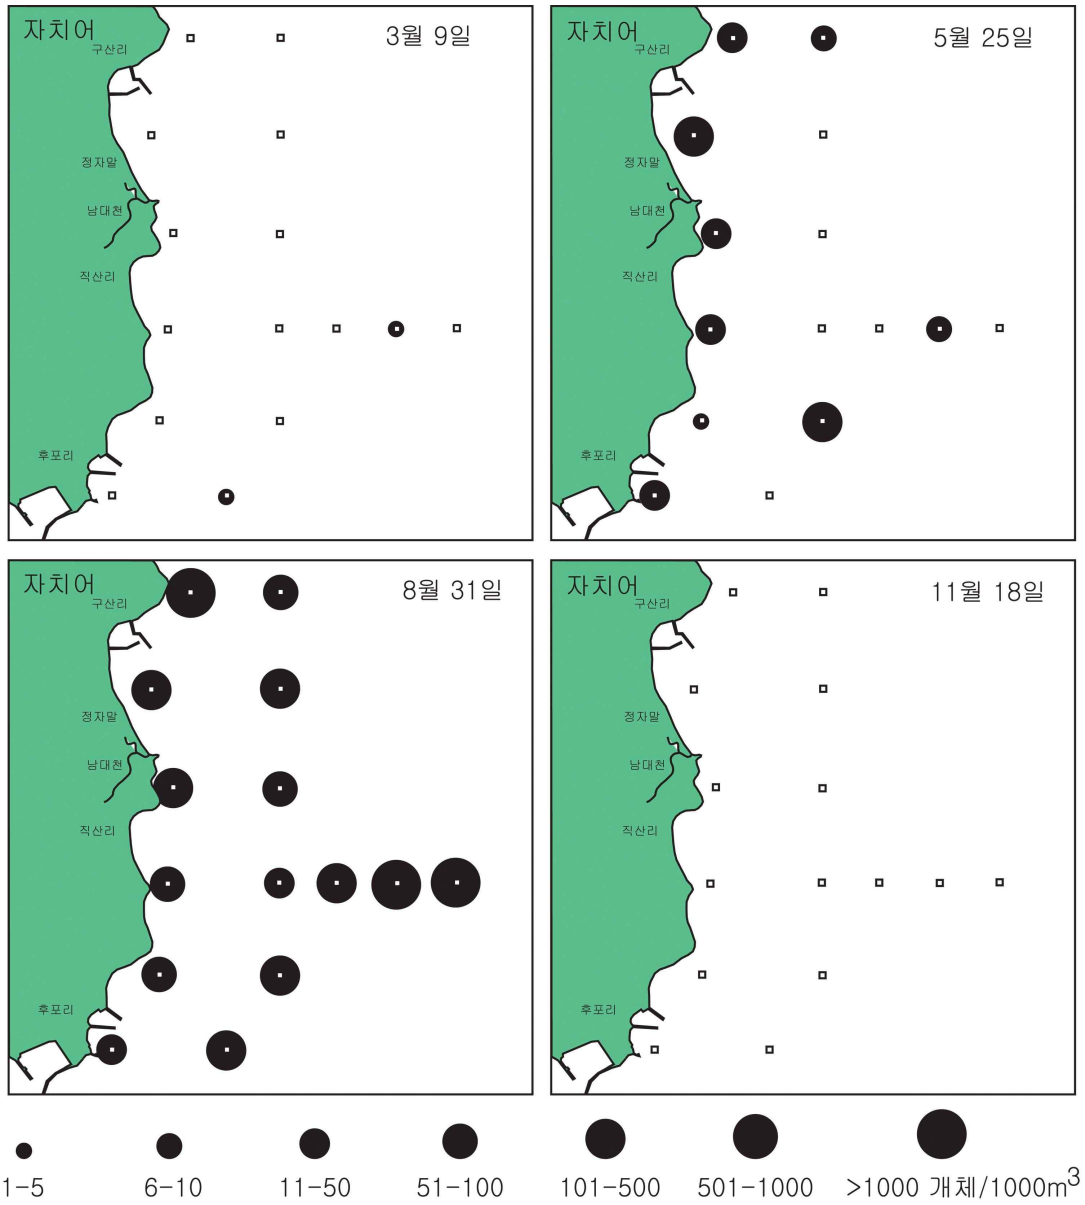 자치어
구산리
3월 9일
정자말
남대천
직산리
후포리
자치어
구산리
5월 25일
정자말
남대천
직산리
후포리
자치어
구산리
8월 31일
정자말
남대천
직산리
후포리
자치어
구산리
11월 18일
정자말
남대천
직산리
후포리
1-5 6-10 11-50 51-100 101-500 501-1000 >1000 개체/1000m³